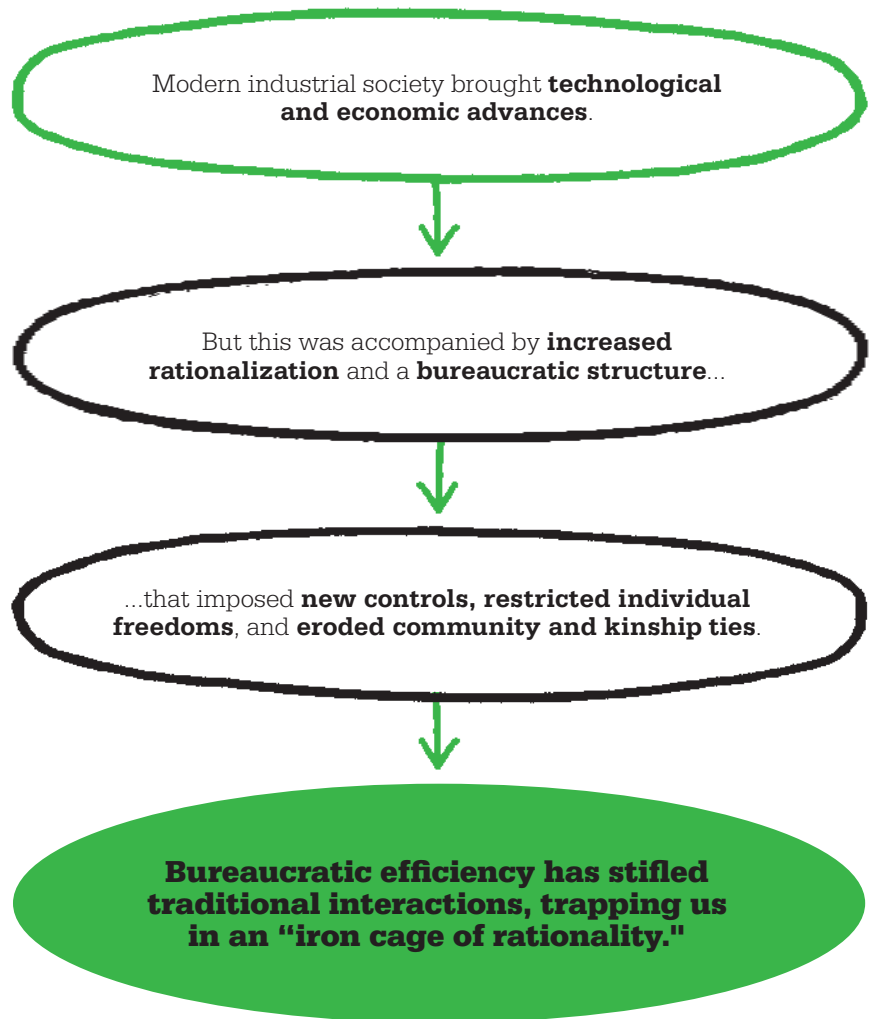 Modern industrial society brought technological
and economic advances.
But this was accompanied by increased
rationalization and a bureaucratic structure...
...that imposed new controls, restricted individual
freedoms, and eroded community and kinship ties.
Bureaucratic efficiency has stifled
traditional interactions, trapping us
in an “iron cage of rationality."